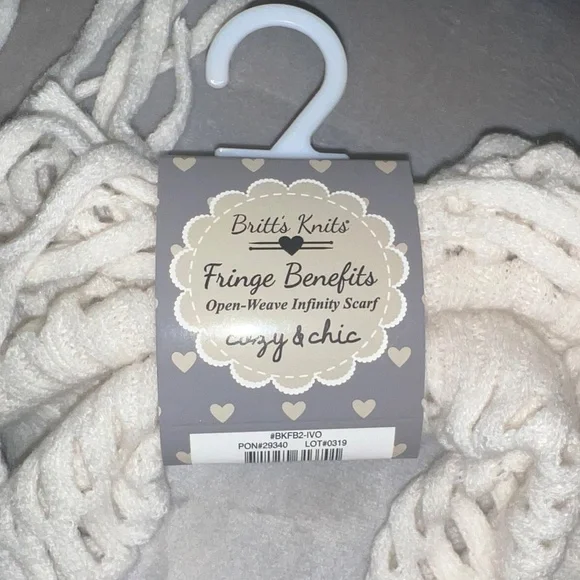 Britt's Knits®
Fringe Benefits
Open-Weave Infinity Scarf
cozy & chic
#BKFB2-IVO
PON#29340 LOT#0319